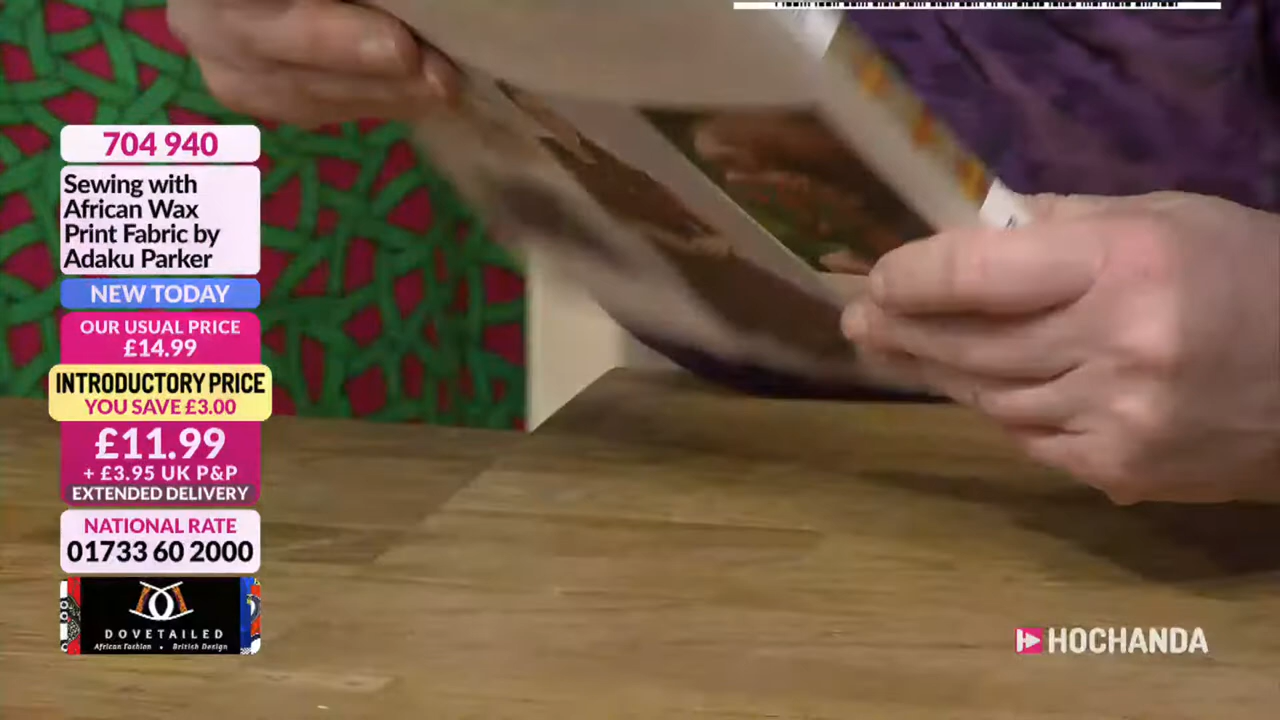 704 940
Sewing with
African Wax
Print Fabric by
Adaku Parker
NEW TODAY
OUR USUAL PRICE
£14.99
INTRODUCTORY PRICE
YOU SAVE £3.00
£11.99
+ £3.95 UK P&P
EXTENDED DELIVERY
NATIONAL RATE
01733 60 2000
DOVETAILED
African Fashion • British Design
HOCHANDA